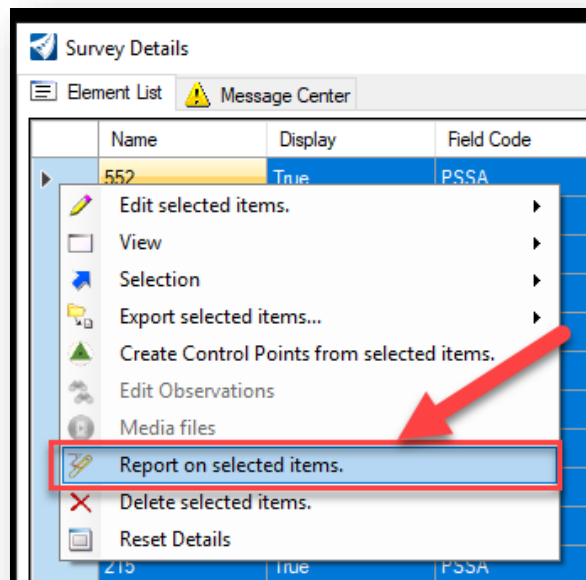 Survey Details
Element List
Message Center
Name Display Field Code
552 True PSSA
Edit selected items.
View
Selection
Export selected items...
Create Control Points from selected items.
Edit Observations
Media files
Report on selected items.
Delete selected items.
Reset Details
215 True PSSA